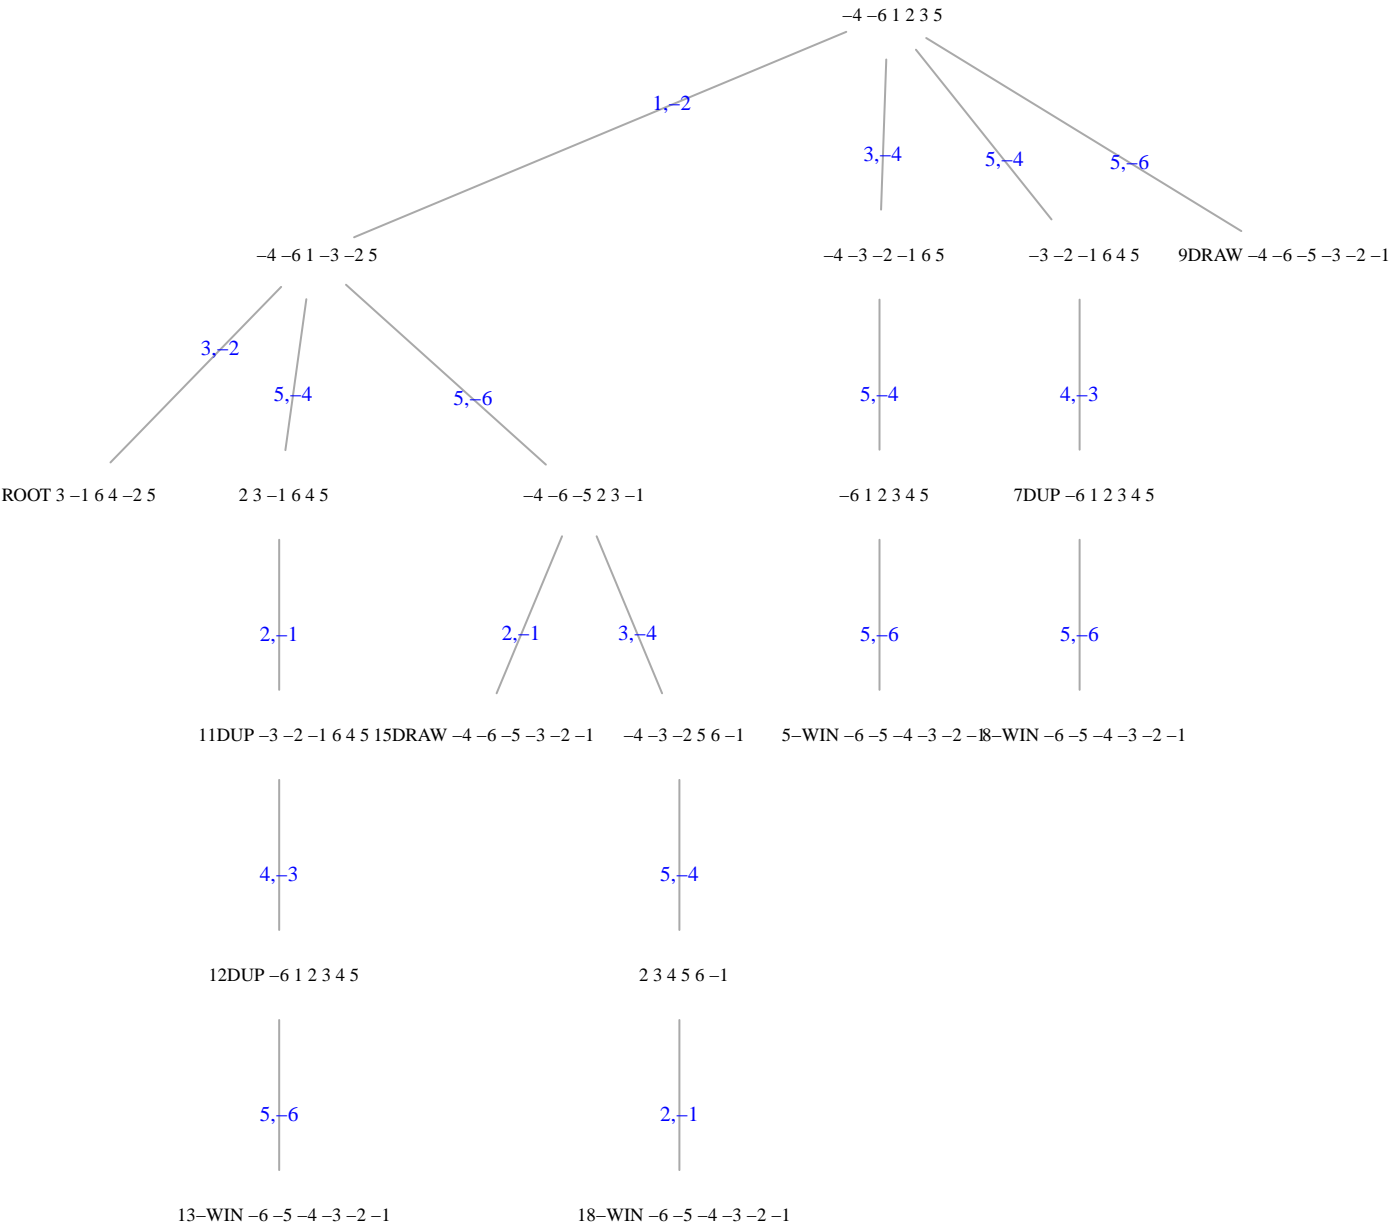 –4 –6 1 2 3 5
1,–2
3,–4
5,–4
5,–6
–4 –6 1 –3 –2 5
–4 –3 –2 –1 6 5
–3 –2 –1 6 4 5
9DRAW –4 –6 –5 –3 –2 –1
3,–2
5,–4
5,–6
5,–4
4,–3
ROOT 3 –1 6 4 –2 5
2 3 –1 6 4 5
–4 –6 –5 2 3 –1
–6 1 2 3 4 5
7DUP –6 1 2 3 4 5
2,–1
2,–1
3,–4
5,–6
5,–6
11DUP –3 –2 –1 6 4 5
15DRAW –4 –6 –5 –3 –2 –1
–4 –3 –2 5 6 –1
5–WIN –6 –5 –4 –3 –2 –1
8–WIN –6 –5 –4 –3 –2 –1
4,–3
5,–4
12DUP –6 1 2 3 4 5
2 3 4 5 6 –1
5,–6
2,–1
13–WIN –6 –5 –4 –3 –2 –1
18–WIN –6 –5 –4 –3 –2 –1